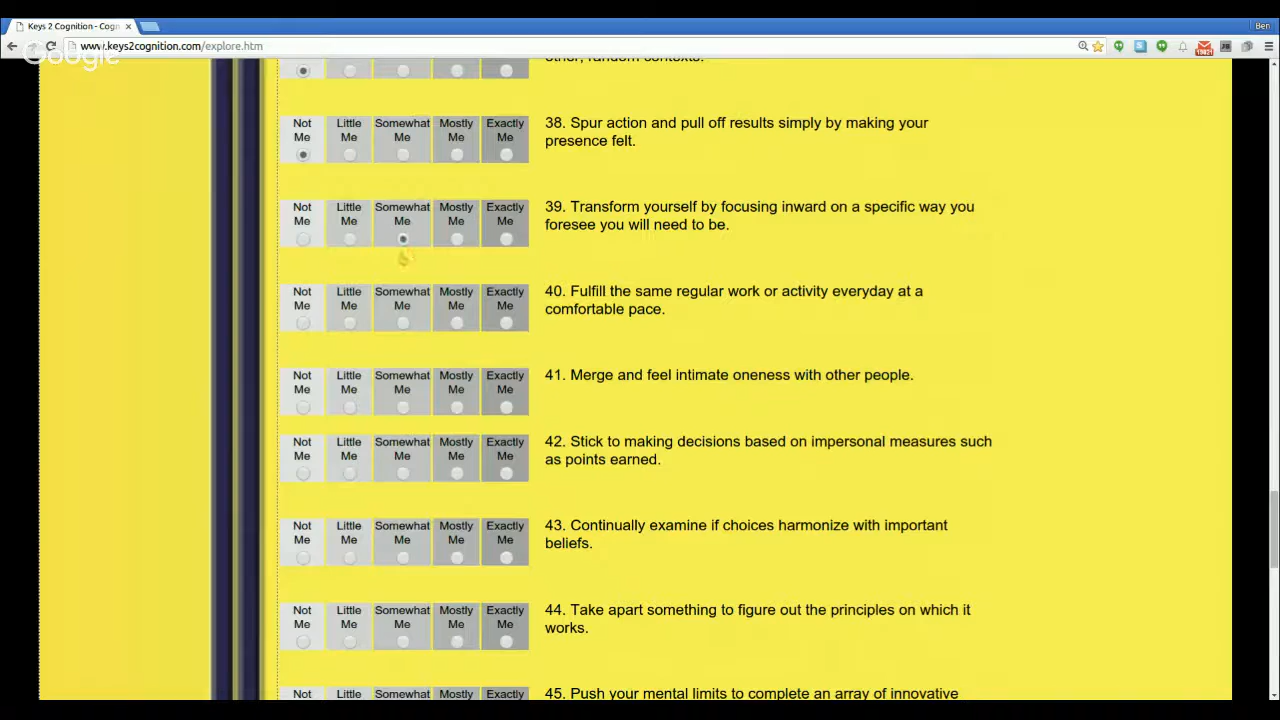 Keys 2 Cognition - Cogn
Ben
www.keys2cognition.com/explore.htm
Google
19821
other, random contexts.
Not Little Somewhat Mostly Exactly
Me Me Me Me Me
38. Spur action and pull off results simply by making your
presence felt.
Not Little Somewhat Mostly Exactly
Me Me Me Me Me
39. Transform yourself by focusing inward on a specific way you
foresee you will need to be.
Not Little Somewhat Mostly Exactly
Me Me Me Me Me
40. Fulfill the same regular work or activity everyday at a
comfortable pace.
Not Little Somewhat Mostly Exactly
Me Me Me Me Me
41. Merge and feel intimate oneness with other people.
Not Little Somewhat Mostly Exactly
Me Me Me Me Me
42. Stick to making decisions based on impersonal measures such
as points earned.
Not Little Somewhat Mostly Exactly
Me Me Me Me Me
43. Continually examine if choices harmonize with important
beliefs.
Not Little Somewhat Mostly Exactly
Me Me Me Me Me
44. Take apart something to figure out the principles on which it
works.
Not Little Somewhat Mostly Exactly
45. Push your mental limits to complete an array of innovative